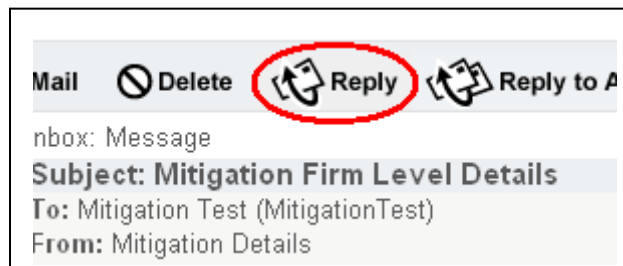 Mail Delete Reply Reply to A
nbox: Message
Subject: Mitigation Firm Level Details
To: Mitigation Test (MitigationTest)
From: Mitigation Details